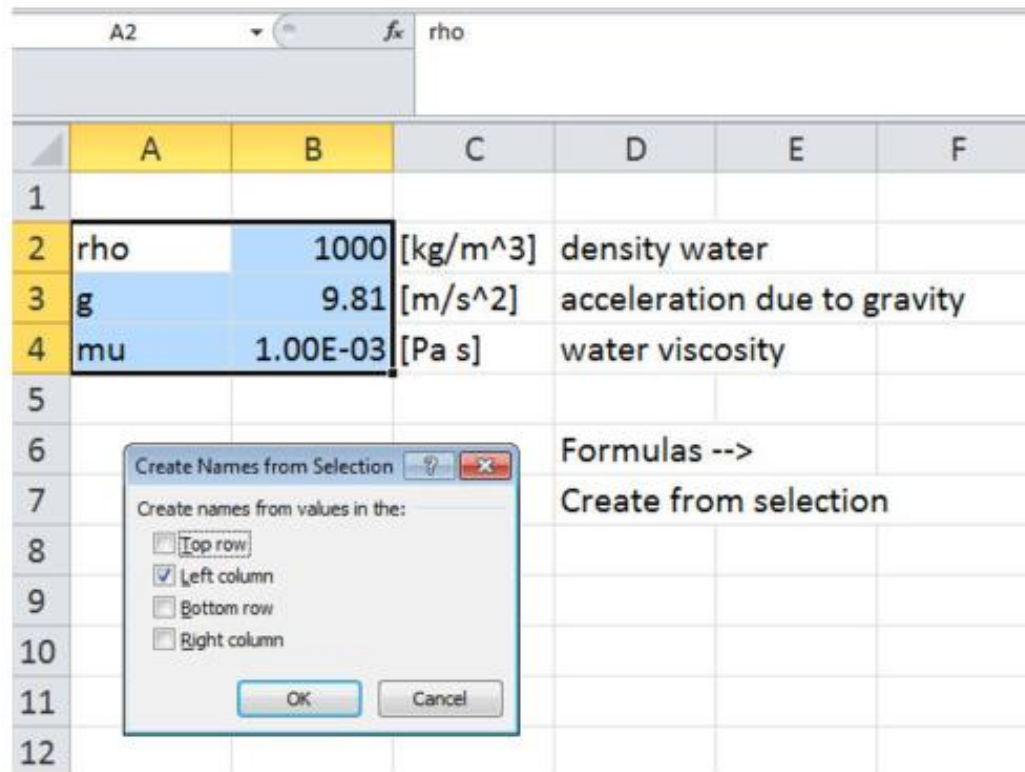 A2 fx rho
A B C D E F
1
2 rho 1000 [kg/m^3] density water
3 g 9.81 [m/s^2] acceleration due to gravity
4 mu 1.00E-03 [Pa s] water viscosity
5
6 Formulas -->
7 Create from selection
8
9
10
11
12
Create Names from Selection ?
Create names from values in the:
Top row
Left column
Bottom row
Right column
OK Cancel